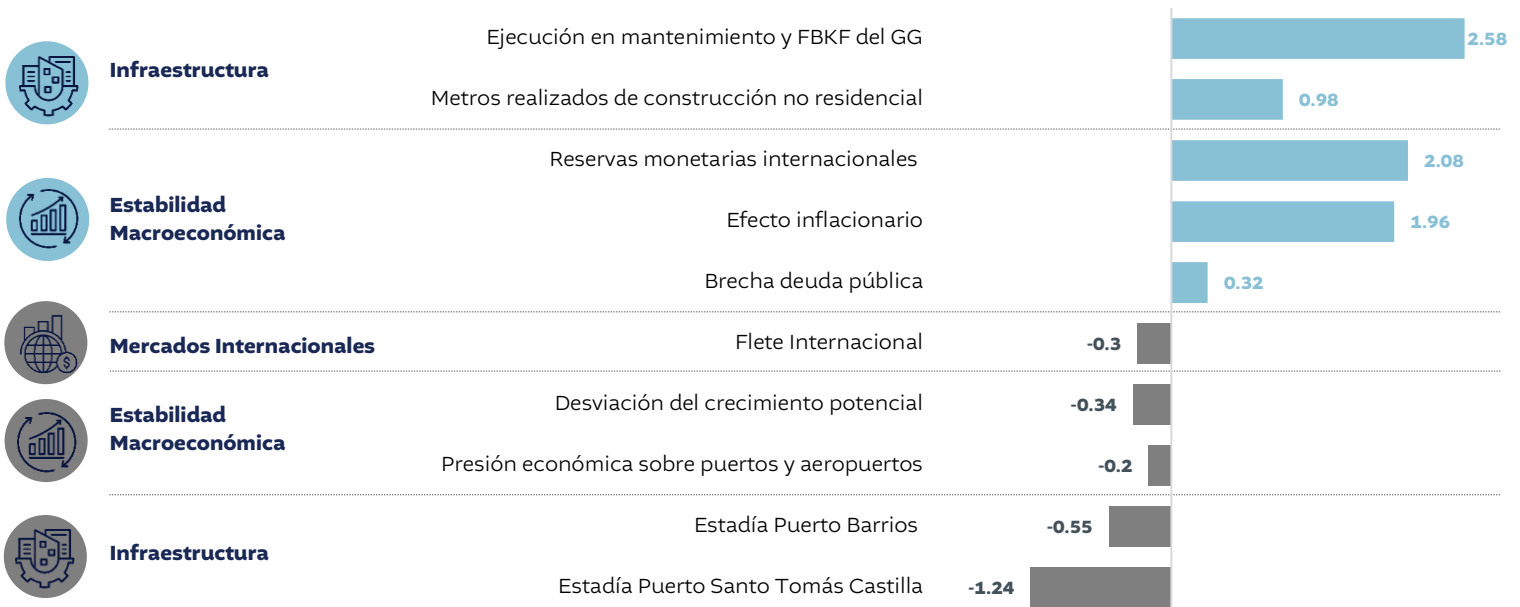 Ejecución en mantenimiento y FBKF del GG
2.58
Infraestructura
Metros realizados de construcción no residencial
0.98
Reservas monetarias internacionales
2.08
Estabilidad
Macroeconómica
Efecto inflacionario
1.96
Brecha deuda pública
0.32
Mercados Internacionales
Flete Internacional
-0.3
$
Estabilidad
Macroeconómica
Desviación del crecimiento potencial
-0.34
Presión económica sobre puertos y aeropuertos
-0.2
Infraestructura
Estadía Puerto Barrios
-0.55
Estadía Puerto Santo Tomás Castilla
-1.24